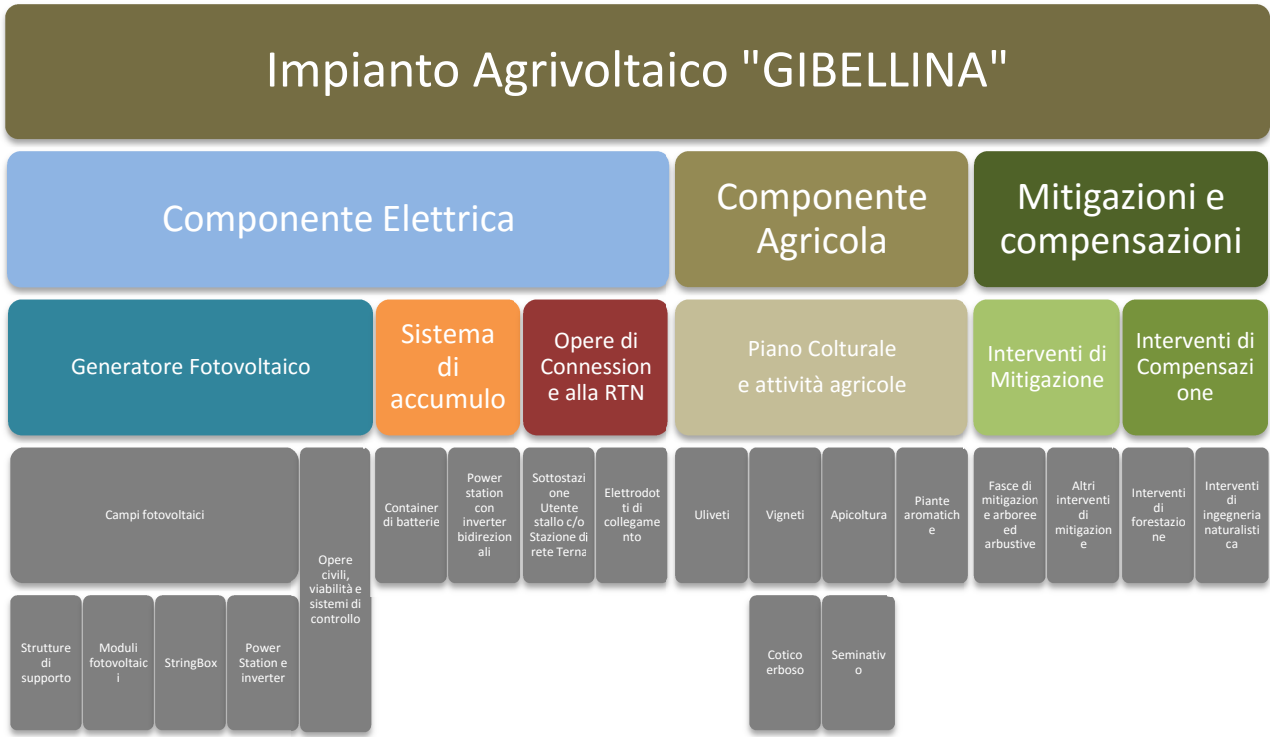 Impianto Agrivoltaico "GIBELLINA"
Componente Elettrica
Componente
Agricola
Mitigazioni e
compensazioni
Generatore Fotovoltaico
Sistema
di
accumulo
Opere di
Connession
e alla RTN
Piano Colturale
e attività agricole
Interventi di
Mitigazione
Interventi di
Compensazi
one
Campi fotovoltaici
Opere
civili,
viabilità e
sistemi di
controllo
Container
di batterie
Power
station
con
inverter
bidirezion
ali
Sottostazi
one
Utente
stallo c/o
Stazione di
rete Terna
Elettrodot
ti di
collegame
nto
Uliveti
Vigneti
Apicoltura
Piante
aromatich
e
Fasce di
mitigazion
e arboree
ed
arbustive
Altri
interventi
di
mitigazion
e
Interventi
di
forestazio
ne
Interventi
di
ingegneria
naturalisti
ca
Strutture
di
supporto
Moduli
fotovoltaic
i
StringBox
Power
Station e
inverter
Cotico
erboso
Seminativ
o